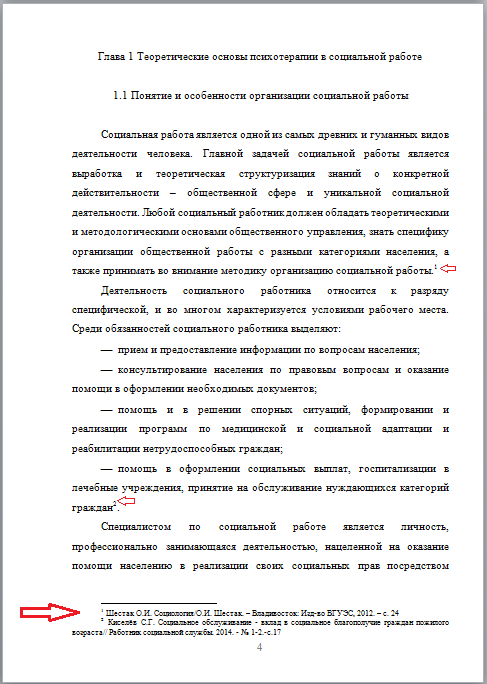 Глава 1 Теоретические основы психотерапии в социальной работе
1.1 Понятие и особенности организации социальной работы
Социальная работа является одной из самых древних и гуманных видов
деятельности человека. Главной задачей социальной работы является
выработка и теоретическая структуризация знаний о конкретной
действительности – общественной сфере и уникальной социальной
деятельности. Любой социальный работник должен обладать теоретическими
и методологическими основами общественного управления, знать специфику
организации общественной работы с разными категориями населения, а
также принимать во внимание методику организацию социальной работы.¹
Деятельность социального работника относится к разряду
специфической, и во многом характеризуется условиями рабочего места.
Среди обязанностей социального работника выделяют:
— прием и предоставление информации по вопросам населения;
— консультирование населения по правовым вопросам и оказание
помощи в оформлении необходимых документов;
— помощь и в решении спорных ситуаций, формировании и
реализации программ по медицинской и социальной адаптации и
реабилитации нетрудоспособных граждан;
— помощь в оформлении социальных выплат, госпитализации в
лечебные учреждения, принятие на обслуживание нуждающихся категорий
граждан².
Специалистом по социальной работе является личность,
профессионально занимающаяся деятельностью, нацеленной на оказание
помощи населению в реализации своих социальных прав посредством
¹ Шестак О.И. Социология/О.И. Шестак. – Владивосток: Изд-во ВГУЭС, 2012. – с. 24
² Киселёв С.Г. Социальное обслуживание - вклад в социальное благополучие граждан пожилого
возраста // Работник социальной службы. 2014. - № 1-2.-с.17
4